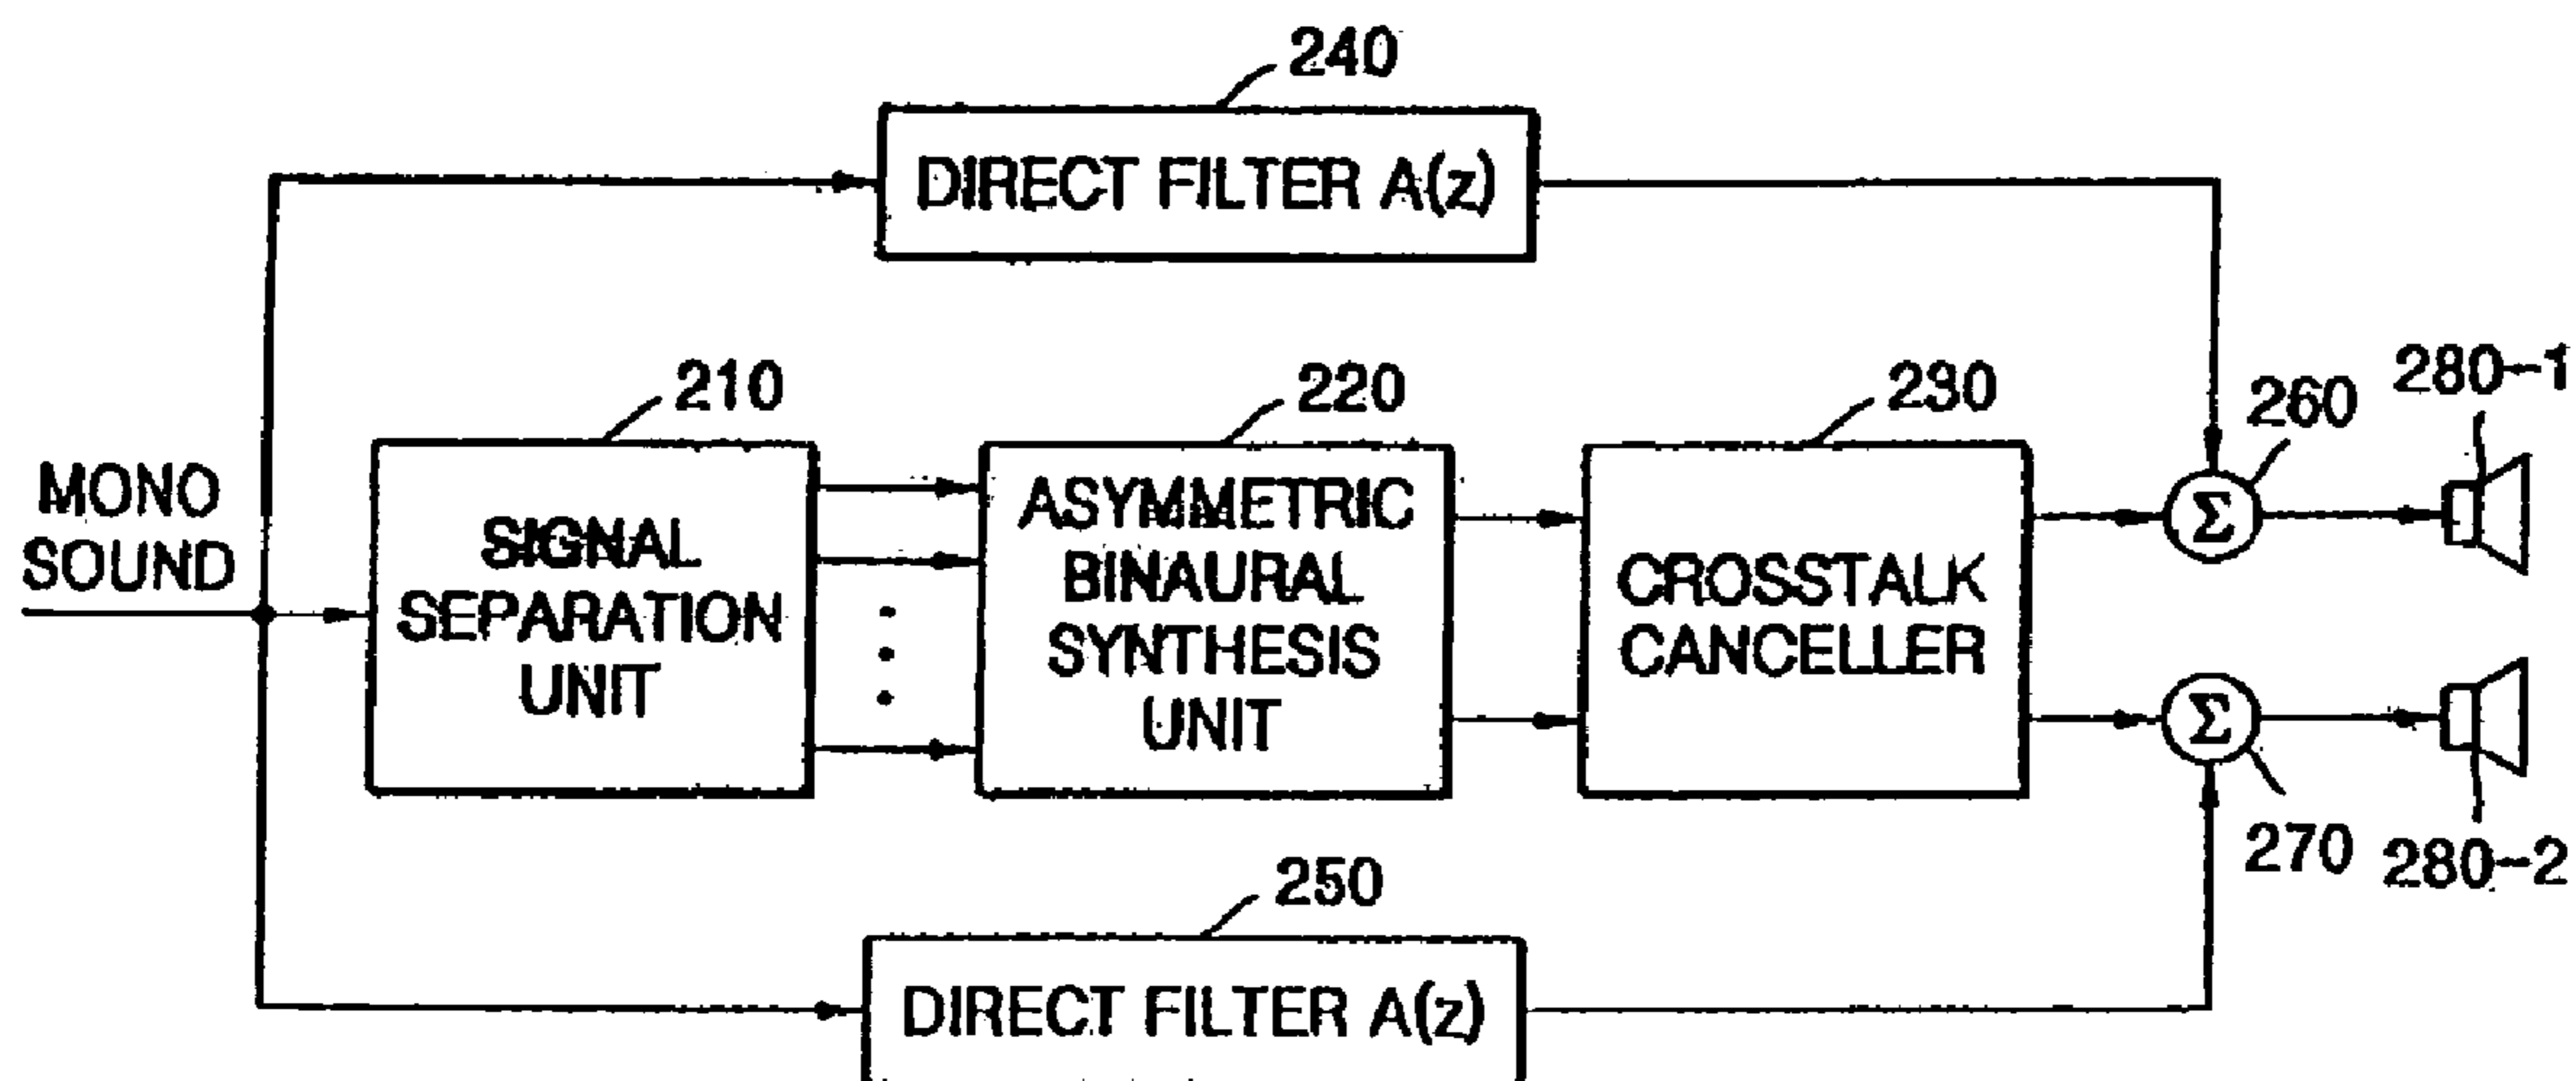 240
DIRECT FILTER A(z)
210
220
230
260
280-1
MONO
SOUND
SIGNAL
SEPARATION
UNIT
ASYMMETRIC
BINAURAL
SYNTHESIS
UNIT
CROSSTALK
CANCELLER
Σ
Σ
270
280-2
250
DIRECT FILTER A(z)